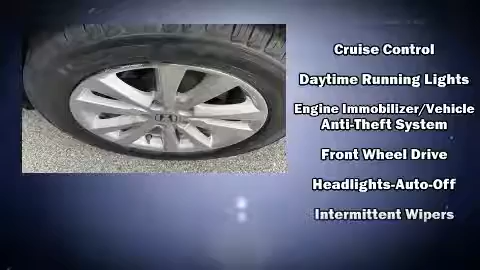 Cruise Control
Daytime Running Lights
Engine Immobilizer/Vehicle
Anti-Theft System
Front Wheel Drive
Headlights-Auto-Off
Intermittent Wipers